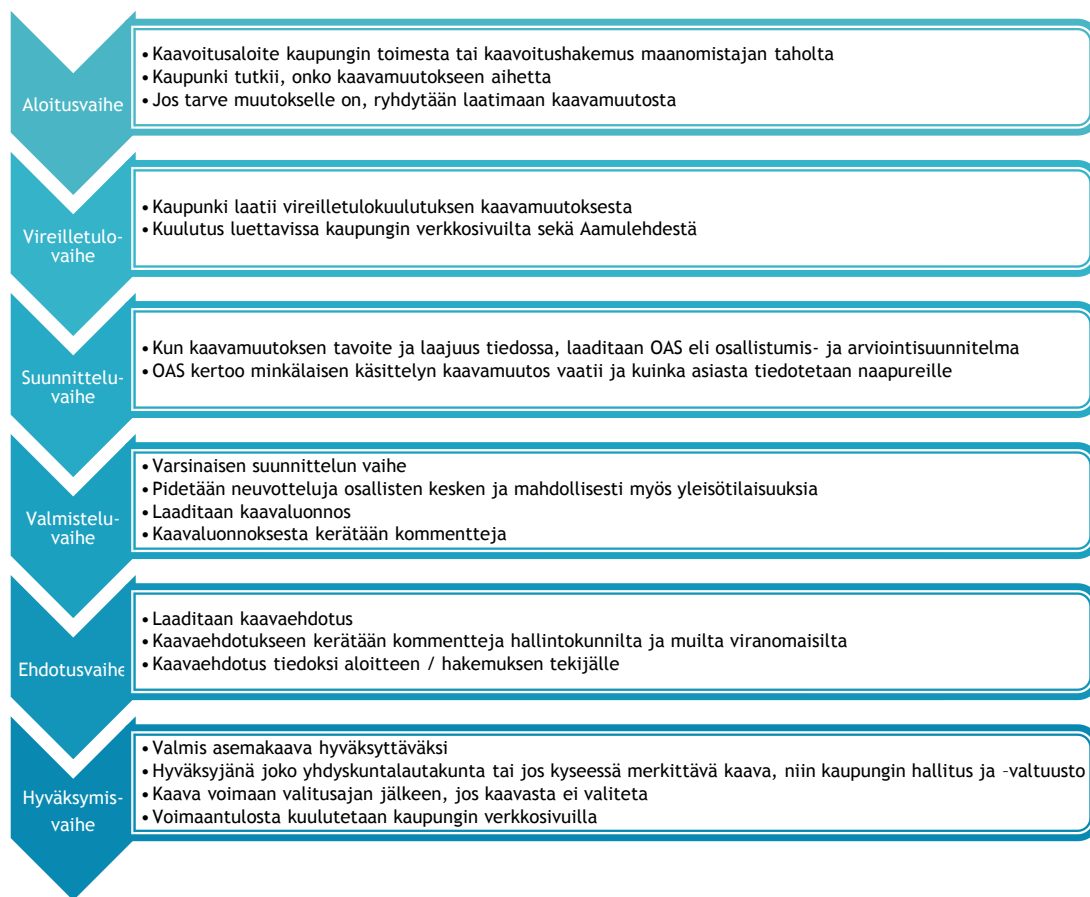 Aloitusvaihe
• Kaavoitusaloite kaupungin toimesta tai kaavoitushakemus maanomistajan taholta
• Kaupunki tutkii, onko kaavamuutokseen aihetta
• Jos tarve muutokselle on, ryhdytään laatimaan kaavamuutosta
Vireilletulo-
vaihe
• Kaupunki laatii vireilletulokuulutuksen kaavamuutoksesta
• Kuulutus luettavissa kaupungin verkkosivuilta sekä Aamulehdestä
Suunnittelu-
vaihe
• Kun kaavamuutoksen tavoite ja laajuus tiedossa, laaditaan OAS eli osallistumis- ja arviointisuunnitelma
• OAS kertoo minkälaisen käsittelyn kaavamuutos vaatii ja kuinka asiasta tiedotetaan naapureille
Valmistelu-
vaihe
• Varsinaisen suunnittelun vaihe
• Pidetään neuvotteluja osallisten kesken ja mahdollisesti myös yleisötilaisuuksia
• Laaditaan kaavaluonnos
• Kaavaluonnoksesta kerätään kommentteja
Ehdotusvaihe
• Laaditaan kaavaehdotus
• Kaavaehdotukseen kerätään kommentteja hallintokunnilta ja muilta viranomaisilta
• Kaavaehdotus tiedoksi aloitteen / hakemuksen tekijälle
Hyväksymis-
vaihe
• Valmis asemakaava hyväksyttäväksi
• Hyväksyjänä joko yhdyskuntalautakunta tai jos kyseessä merkittävä kaava, niin kaupungin hallitus ja -valtuusto
• Kaava voimaan valitusajan jälkeen, jos kaavasta ei valiteta
• Voimaantulosta kuulutetaan kaupungin verkkosivuilla